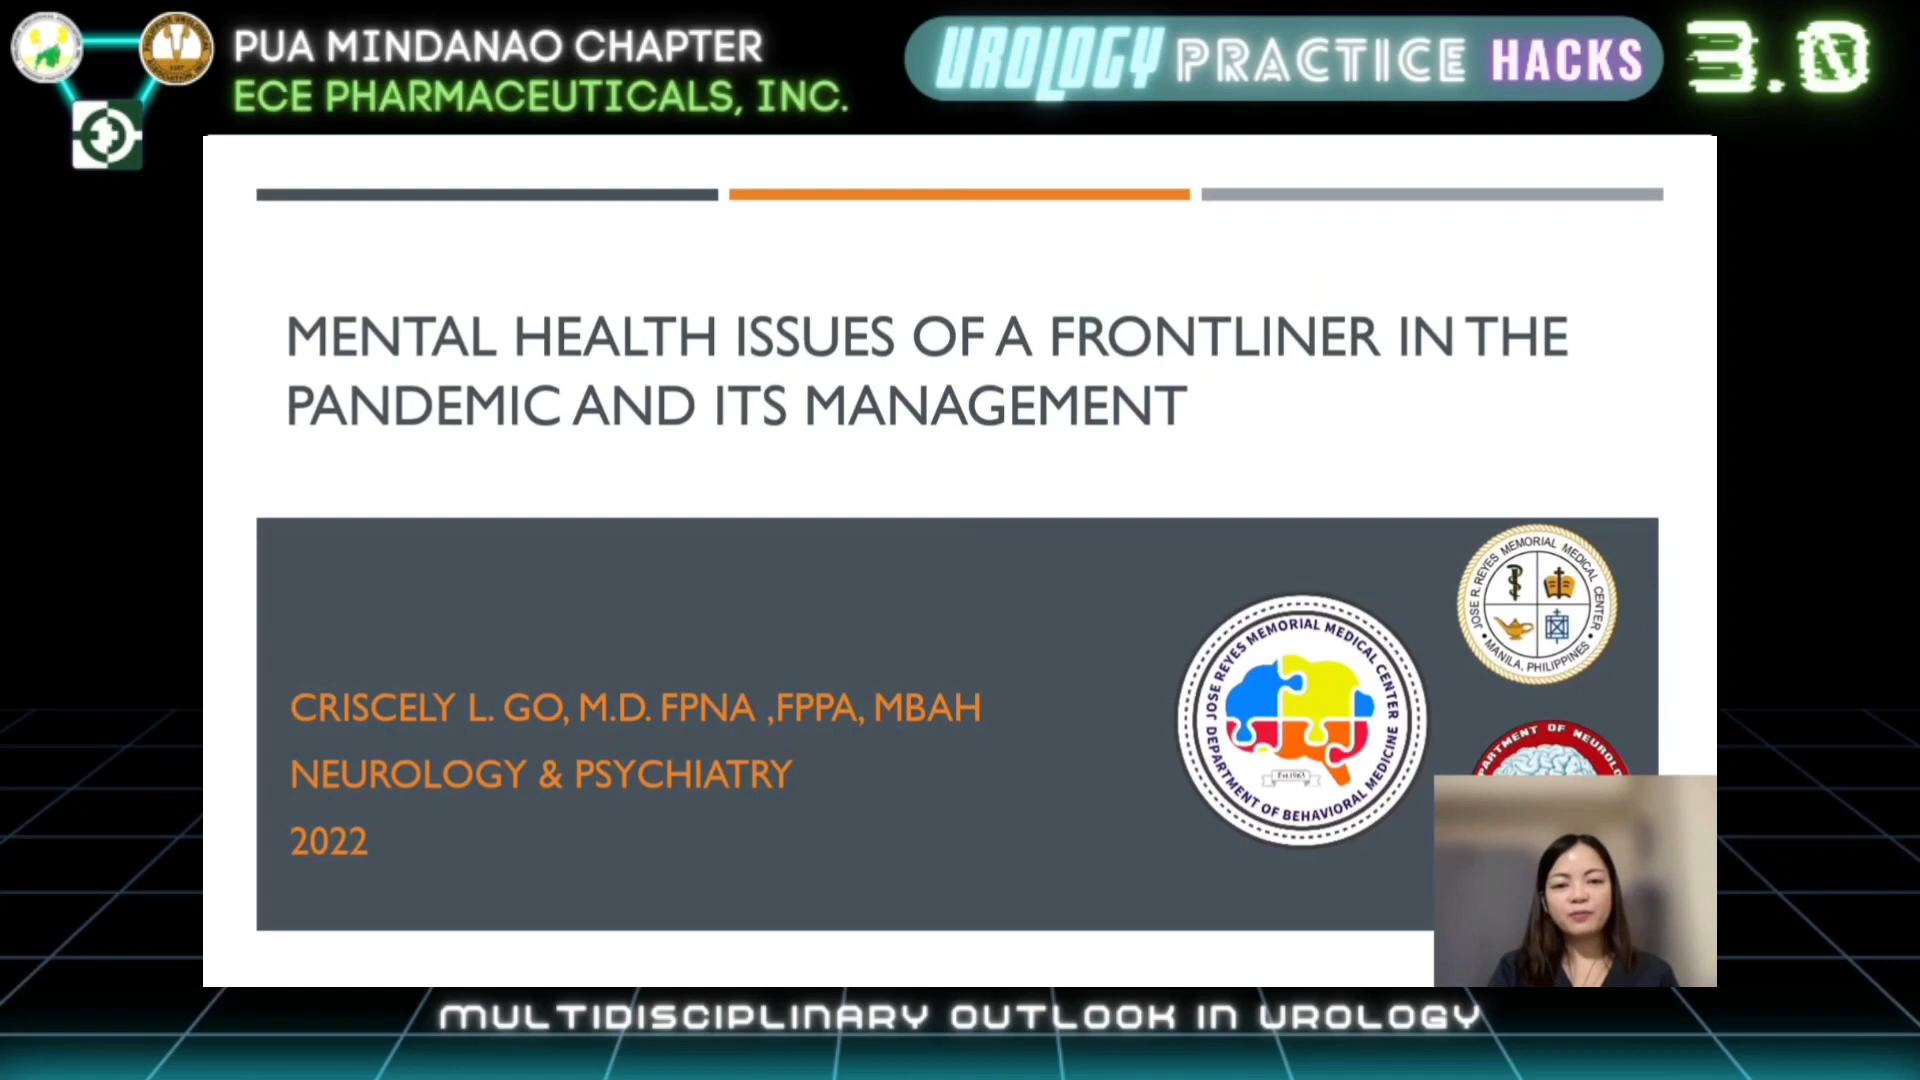 PUA MINDANAO CHAPTER
ECE PHARMACEUTICALS, INC.
UROLOGY PRACTICE HACKS 3.0
MENTAL HEALTH ISSUES OF A FRONTLINER IN THE
PANDEMIC AND ITS MANAGEMENT
CRISCELY L. GO, M.D. FPNA ,FPPA, MBAH
NEUROLOGY & PSYCHIATRY
2022
JOSE REYES MEMORIAL MEDICAL CENTER
DEPARTMENT OF BEHAVIORAL MEDICINE
JOSE R. REYES MEMORIAL MEDICAL CENTER
• MANILA, PHILIPPINES •
MULTIDISCIPLINARY OUTLOOK IN UROLOGY